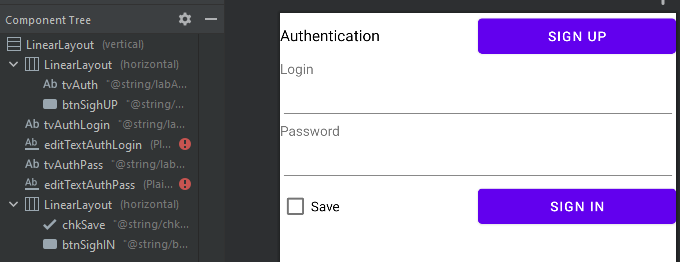 Component Tree
LinearLayout (vertical)
LinearLayout (horizontal)
Ab tvAuth "@string/labA...
btnSighUP "@string/...
Ab tvAuthLogin "@string/la...
Ab editTextAuthLogin (Pl...
Ab tvAuthPass "@string/lab...
Ab editTextAuthPass (Plai...
LinearLayout (horizontal)
chkSave "@string/chk...
btnSighIN "@string/b...
Authentication
SIGN UP
Login
Password
Save
SIGN IN